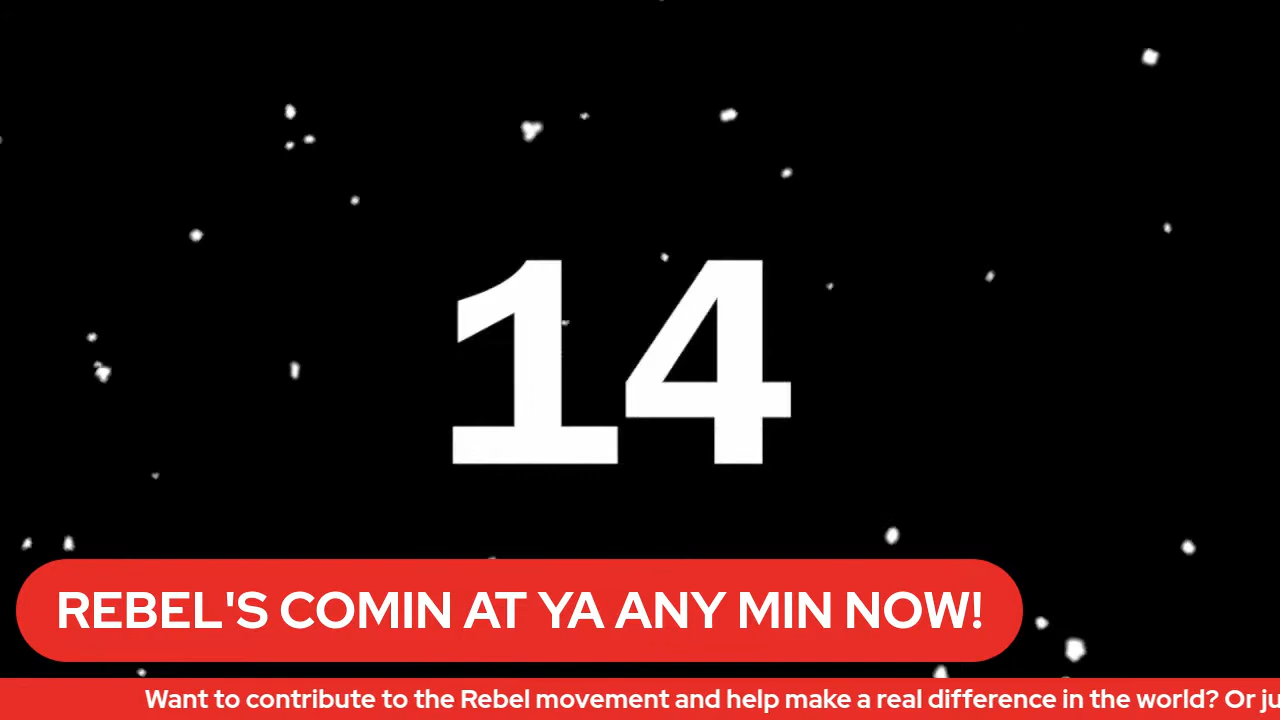 14
REBEL'S COMIN AT YA ANY MIN NOW!
Want to contribute to the Rebel movement and help make a real difference in the world? Or ju